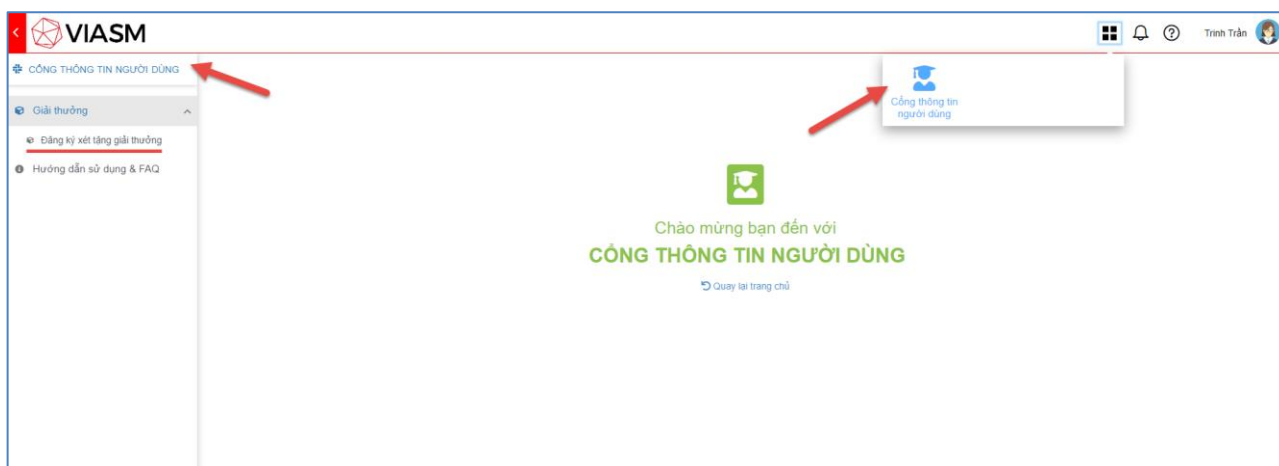 VIASM
Trinh Trần
CỔNG THÔNG TIN NGƯỜI DÙNG
Cổng thông tin
người dùng
Giải thưởng
Đăng ký xét tặng giải thưởng
Hướng dẫn sử dụng & FAQ
Chào mừng bạn đến với
CỔNG THÔNG TIN NGƯỜI DÙNG
Quay lại trang chủ